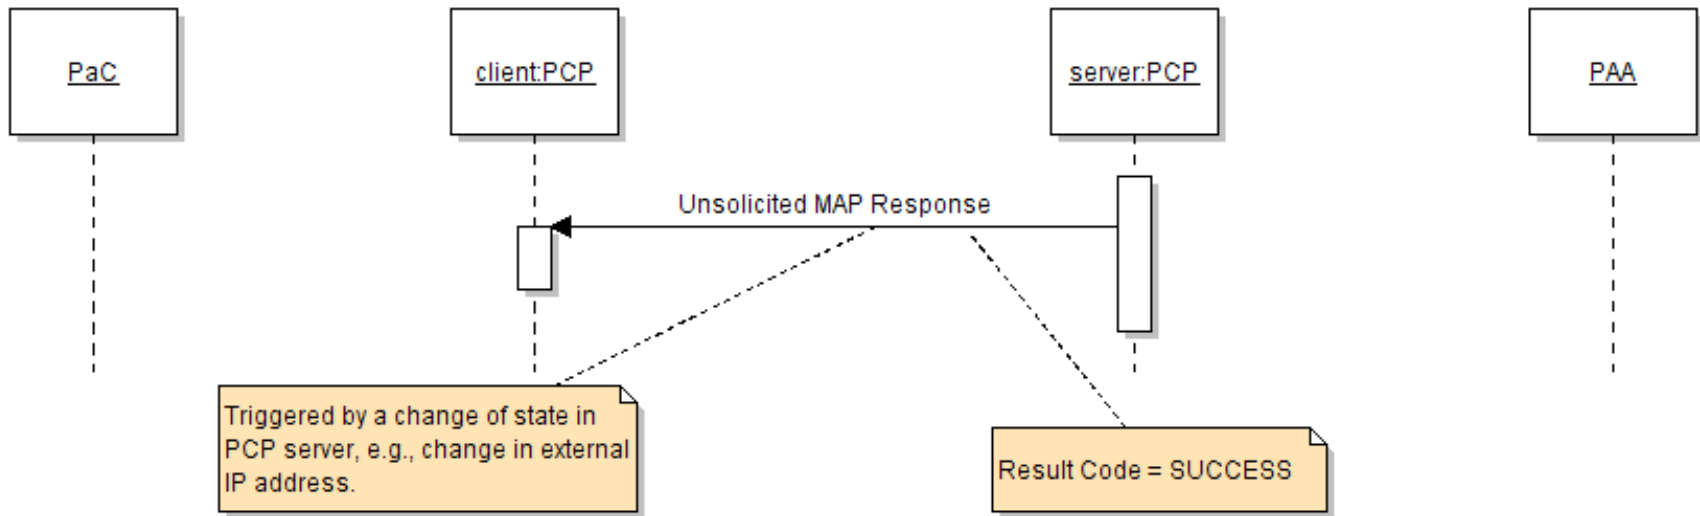 PaC
client:PCP
server:PCP
PAA
Unsolicited MAP Response
Triggered by a change of state in
PCP server, e.g., change in external
IP address.
Result Code = SUCCESS